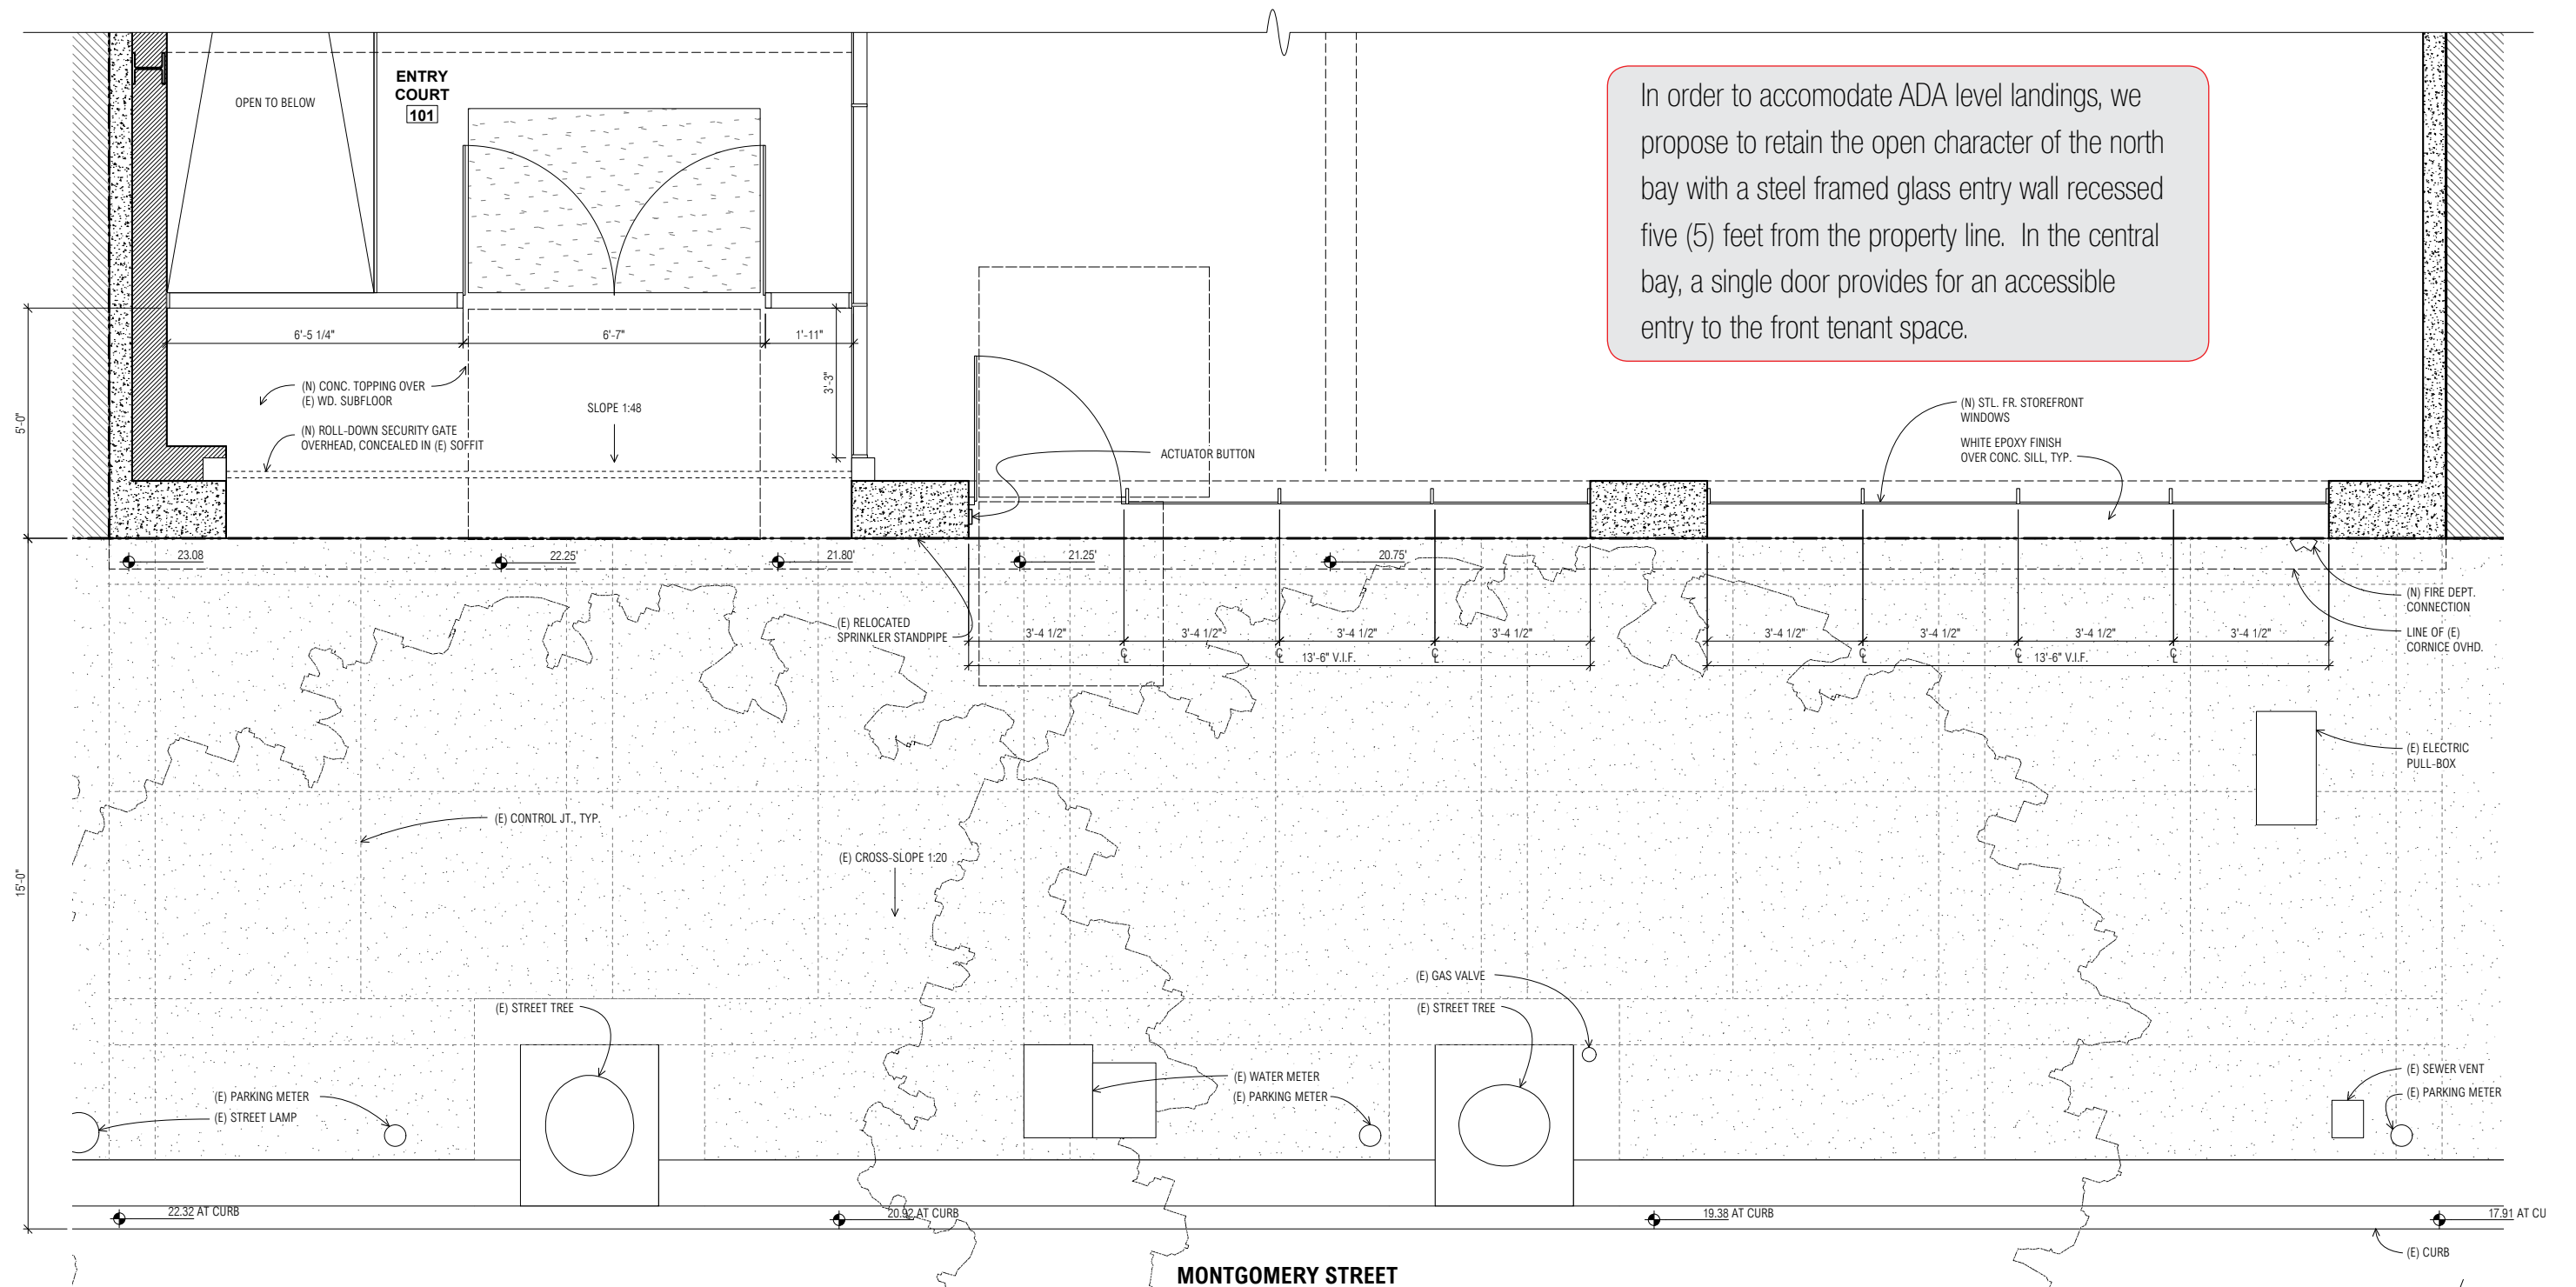 ENTRY
COURT
101
OPEN TO BELOW
In order to accomodate ADA level landings, we
propose to retain the open character of the north
bay with a steel framed glass entry wall recessed
five (5) feet from the property line. In the central
bay, a single door provides for an accessible
entry to the front tenant space.
6'-5 1/4"
6'-7"
1'-11"
3'-3"
5'-0"
(N) CONC. TOPPING OVER
(E) WD. SUBFLOOR
SLOPE 1:48
(N) ROLL-DOWN SECURITY GATE
OVERHEAD, CONCEALED IN (E) SOFFIT
ACTUATOR BUTTON
(N) STL. FR. STOREFRONT
WINDOWS
WHITE EPOXY FINISH
OVER CONC. SILL, TYP.
23.08
22.25'
21.80'
21.25'
20.75'
(E) RELOCATED
SPRINKLER STANDPIPE
3'-4 1/2"
3'-4 1/2"
3'-4 1/2"
3'-4 1/2"
13'-6" V.I.F.
3'-4 1/2"
3'-4 1/2"
3'-4 1/2"
3'-4 1/2"
13'-6" V.I.F.
(N) FIRE DEPT.
CONNECTION
LINE OF (E)
CORNICE OVHD.
(E) ELECTRIC
PULL-BOX
(E) CONTROL JT., TYP.
(E) CROSS-SLOPE 1:20
15'-0"
(E) GAS VALVE
(E) STREET TREE
(E) STREET TREE
(E) WATER METER
(E) PARKING METER
(E) PARKING METER
(E) STREET LAMP
(E) SEWER VENT
(E) PARKING METER
22.32 AT CURB
20.92 AT CURB
19.38 AT CURB
17.91 AT CU
(E) CURB
MONTGOMERY STREET